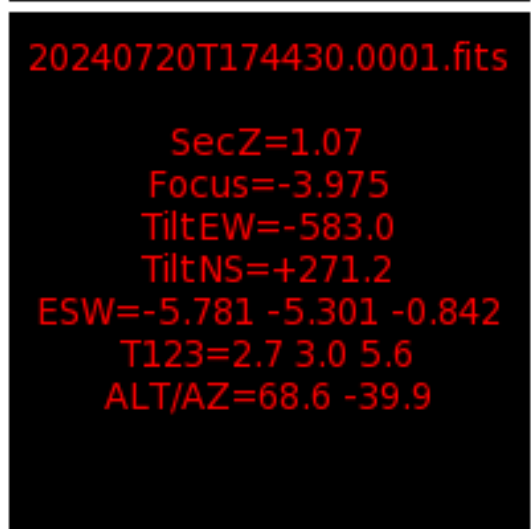 20240720T174430.0001.fits
SecZ=1.07
Focus=-3.975
TiltEW=-583.0
TiltNS=+271.2
ESW=-5.781 -5.301 -0.842
T123=2.7 3.0 5.6
ALT/AZ=68.6 -39.9